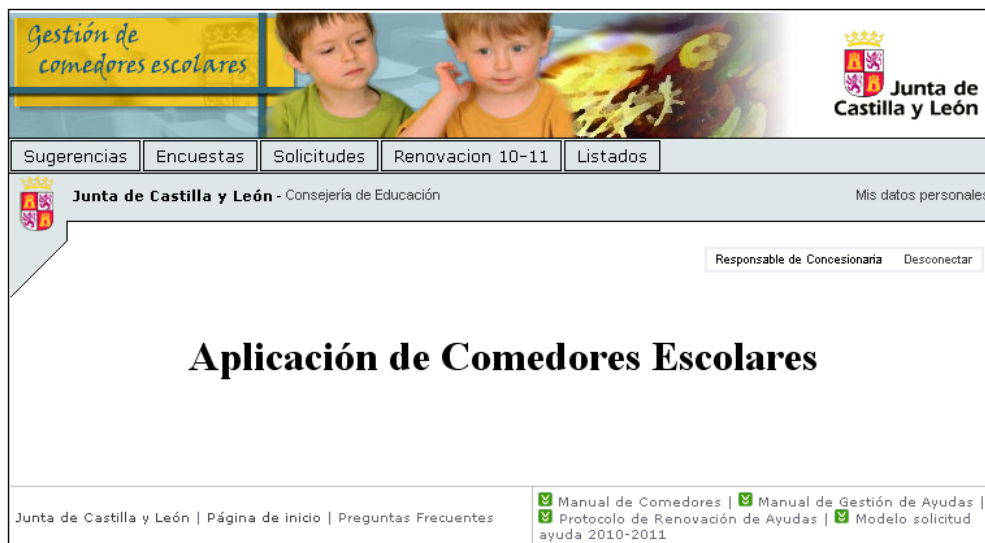 Gestión de
comedores escolares
Junta de
Castilla y León
Sugerencias Encuestas Solicitudes Renovacion 10-11 Listados
Junta de Castilla y León - Consejería de Educación Mis datos personales
Responsable de Concesionaria Desconectar
Aplicación de Comedores Escolares
Junta de Castilla y León | Página de inicio | Preguntas Frecuentes
Manual de Comedores | Manual de Gestión de Ayudas |
Protocolo de Renovación de Ayudas | Modelo solicitud
ayuda 2010-2011